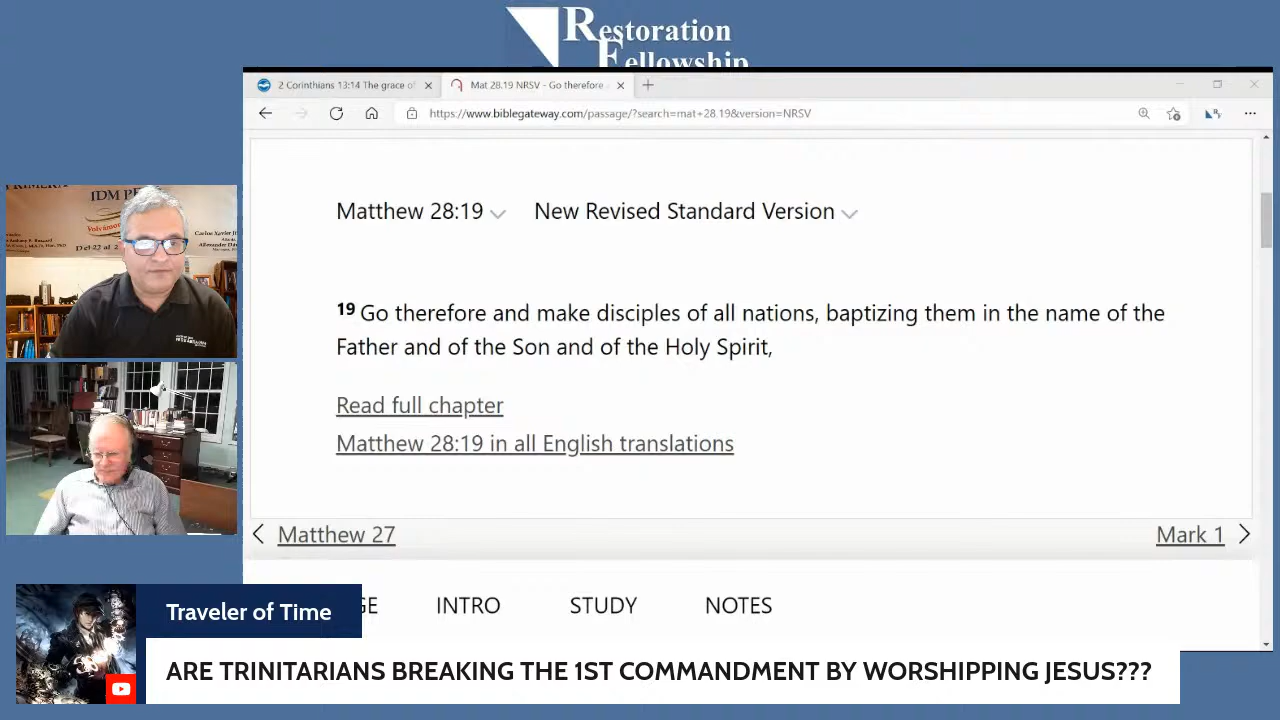 Restoration
Fellowship
2 Corinthians 13:14 The grace of
Mat 28.19 NRSV - Go therefore
https://www.biblegateway.com/passage/?search=mat+28.19&version=NRSV
Matthew 28:19
New Revised Standard Version
19 Go therefore and make disciples of all nations, baptizing them in the name of the
Father and of the Son and of the Holy Spirit,
Read full chapter
Matthew 28:19 in all English translations
Matthew 27
Mark 1
GE INTRO STUDY NOTES
IDM
Carlos Xavier
Traveler of Time
ARE TRINITARIANS BREAKING THE 1ST COMMANDMENT BY WORSHIPPING JESUS???